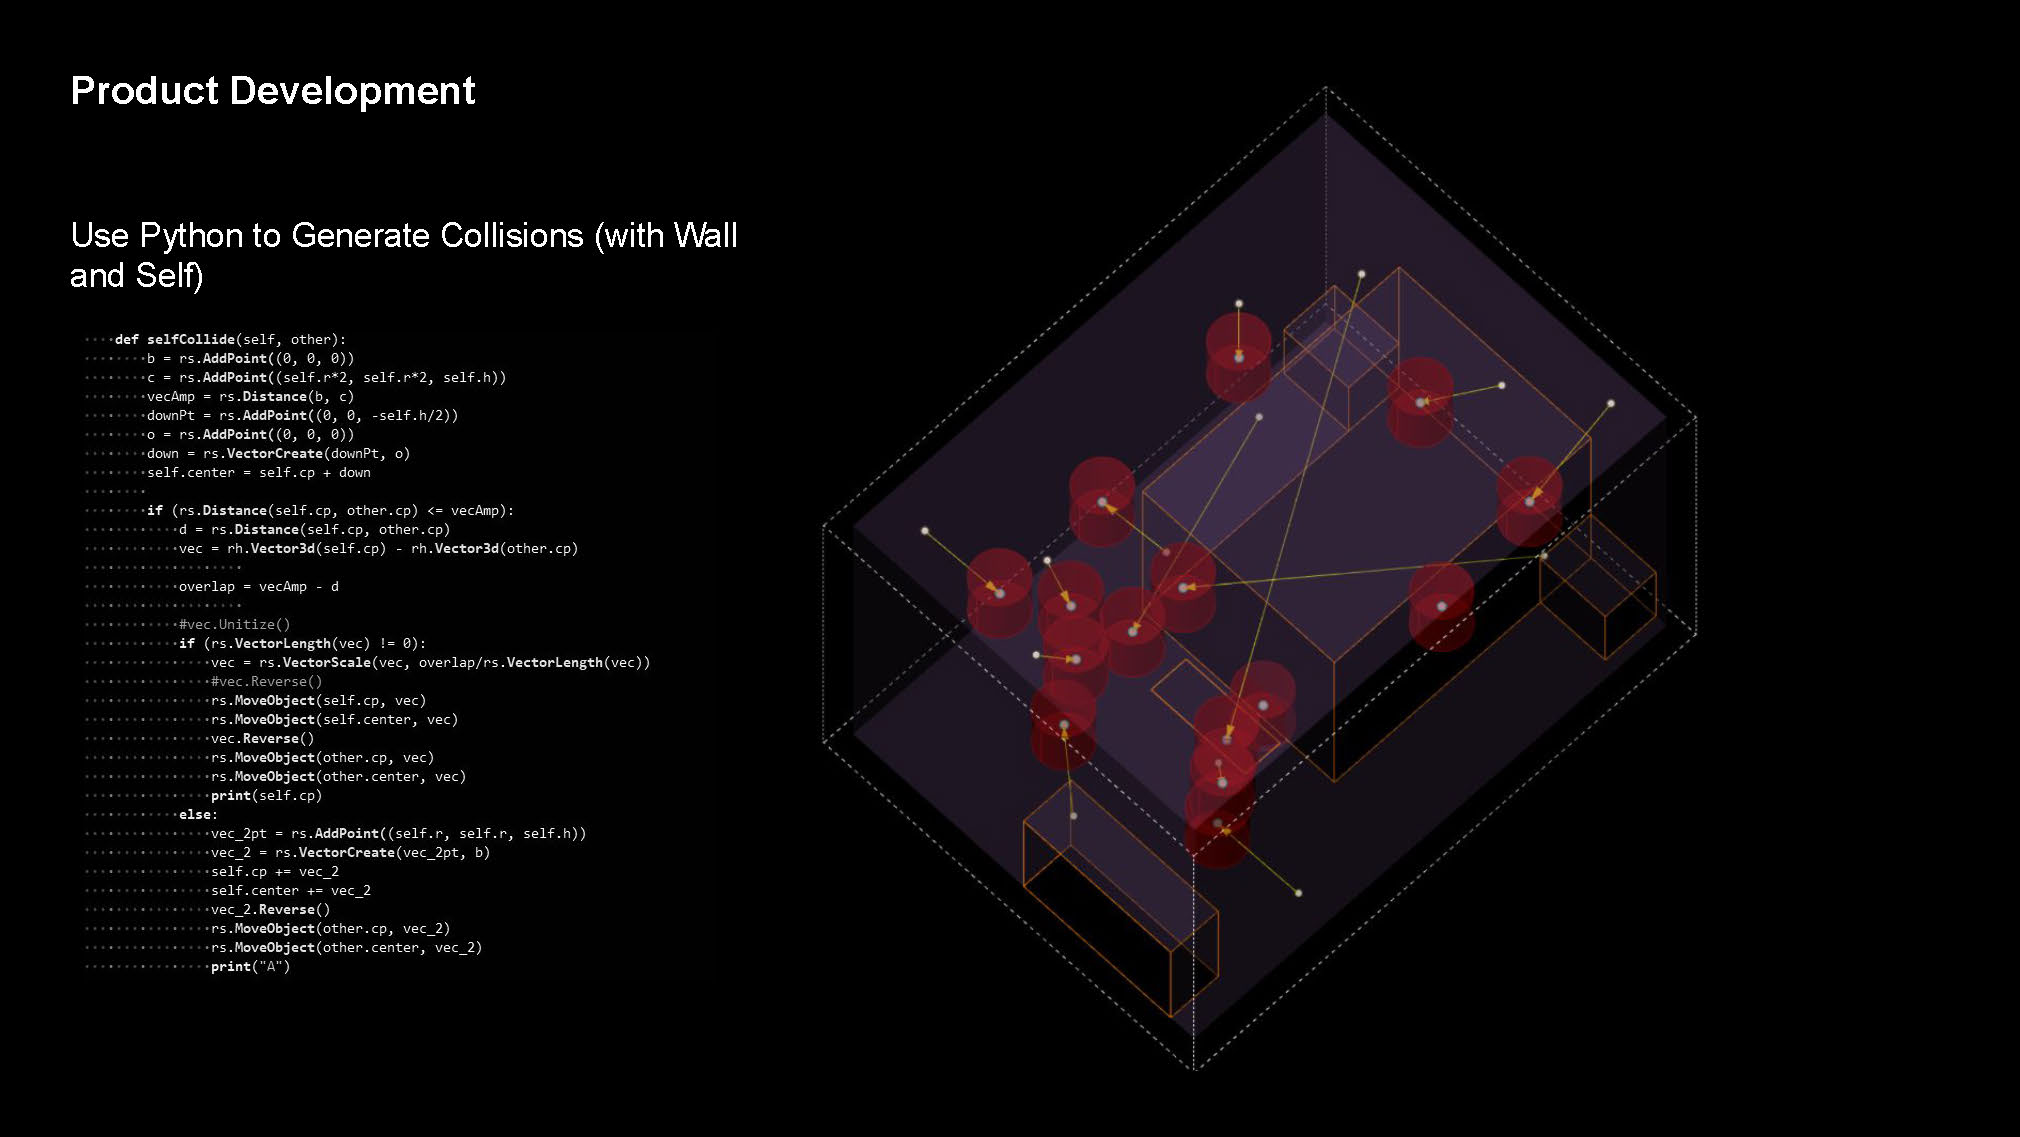 Product Development
Use Python to Generate Collisions (with Wall
and Self)
def selfCollide(self, other):
b = rs.AddPoint((0, 0, 0))
c = rs.AddPoint((self.r*2, self.r*2, self.h))
vecAmp = rs.Distance(b, c)
downPt = rs.AddPoint((0, 0, -self.h/2))
o = rs.AddPoint((0, 0, 0))
down = rs.VectorCreate(downPt, o)
self.center = self.cp + down
if (rs.Distance(self.cp, other.cp) <= vecAmp):
d = rs.Distance(self.cp, other.cp)
vec = rh.Vector3d(self.cp) - rh.Vector3d(other.cp)
overlap = vecAmp - d
#vec.Unitize()
if (rs.VectorLength(vec) != 0):
vec = rs.VectorScale(vec, overlap/rs.VectorLength(vec))
#vec.Reverse()
rs.MoveObject(self.cp, vec)
rs.MoveObject(self.center, vec)
vec.Reverse()
rs.MoveObject(other.cp, vec)
rs.MoveObject(other.center, vec)
print(self.cp)
else:
vec_2pt = rs.AddPoint((self.r, self.r, self.h))
vec_2 = rs.VectorCreate(vec_2pt, b)
self.cp += vec_2
self.center += vec_2
vec_2.Reverse()
rs.MoveObject(other.cp, vec_2)
rs.MoveObject(other.center, vec_2)
print("A")